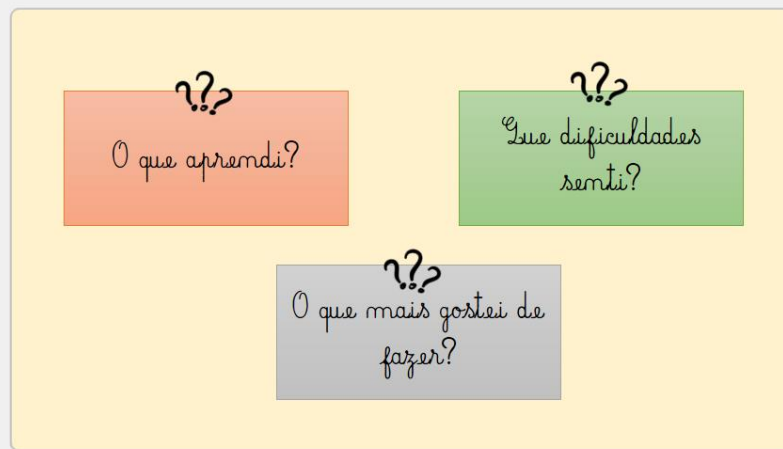 ???
O que aprendi?
???
Que dificuldades
senti?
???
O que mais gostei de
fazer?